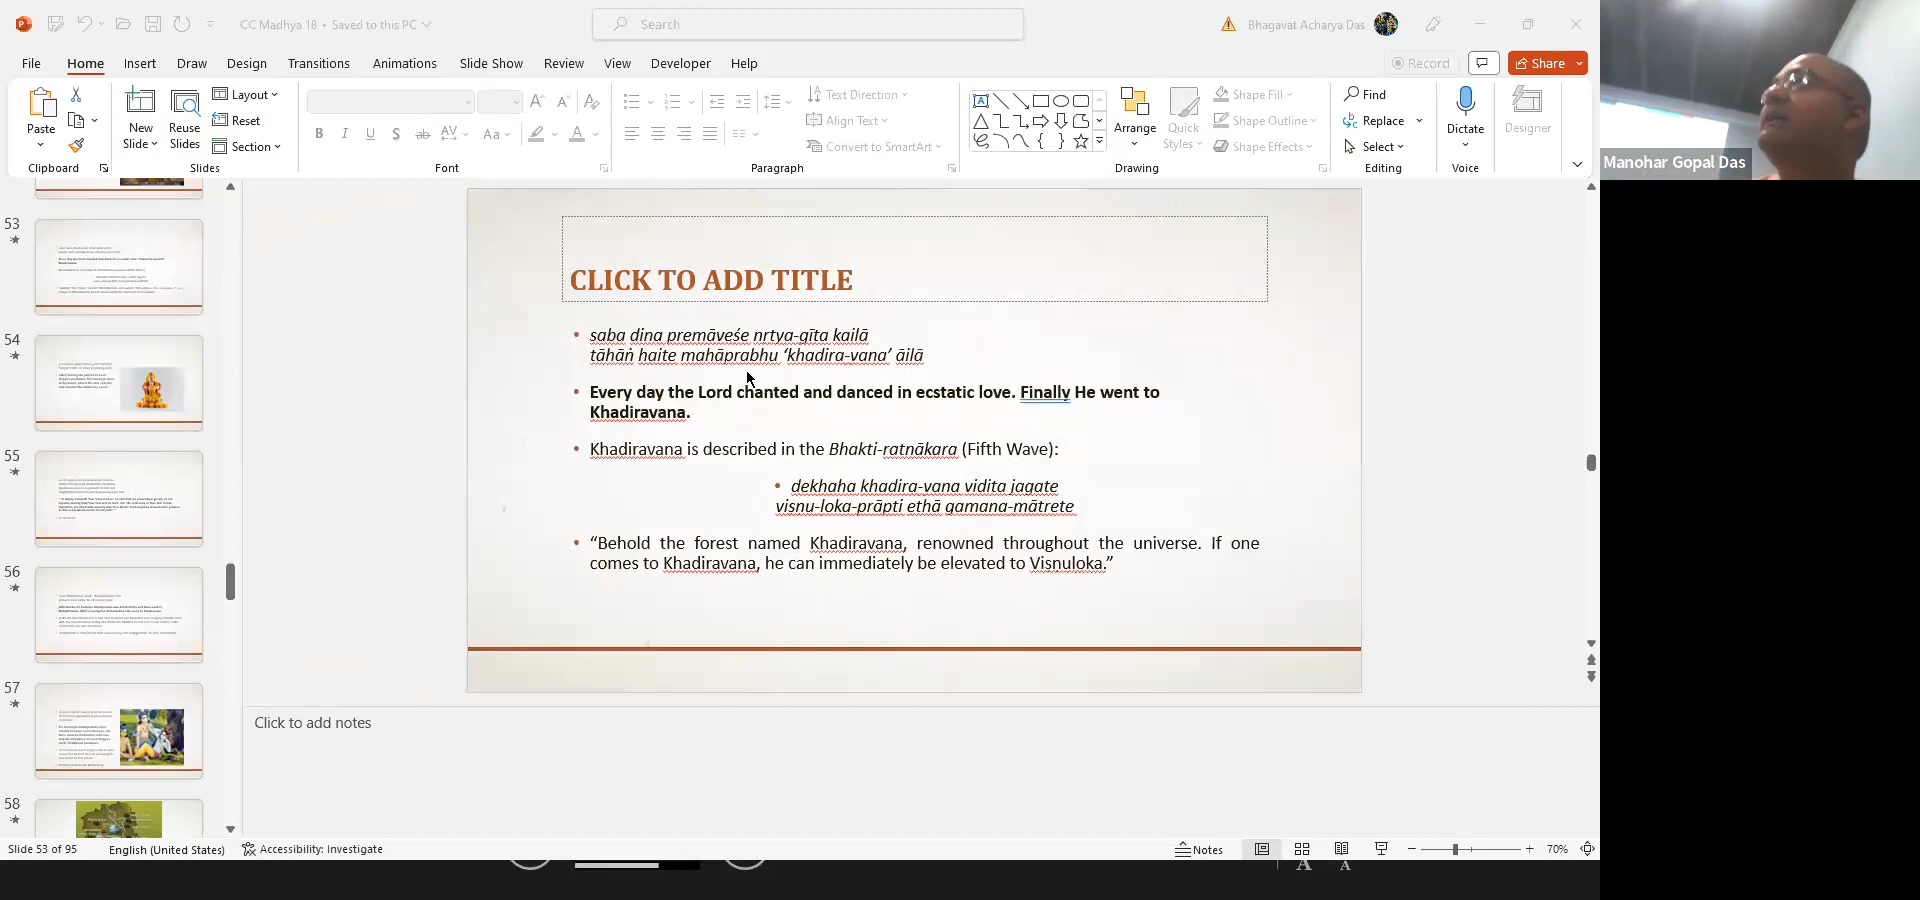 CC Madhya 18 • Saved to this PC
Search
Bhagavat Acharya Das
File Home Insert Draw Design Transitions Animations Slide Show Review View Developer Help
Record
Share
Paste
Clipboard
New Slide
Reuse Slides
Layout
Reset
Section
Slides
B I U S ab AV Aa A
Font
Text Direction
Align Text
Convert to SmartArt
Paragraph
Arrange
Quick Styles
Shape Fill
Shape Outline
Shape Effects
Drawing
Find
Replace
Select
Editing
Dictate
Voice
Designer
Manohar Gopal Das
53
54
55
56
57
58
CLICK TO ADD TITLE
• saba dina premāveśe nṛtya-gīta kailā
tāhāṅ haite mahāprabhu ‘khadira-vana’ āilā
• Every day the Lord chanted and danced in ecstatic love. Finally He went to
Khadiravana.
• Khadiravana is described in the Bhakti-ratnākara (Fifth Wave):
• dekhaha khadira-vana vidita jagate
viṣnu-loka-prāpti ethā gamana-mātrete
• “Behold the forest named Khadiravana, renowned throughout the universe. If one
comes to Khadiravana, he can immediately be elevated to Viṣṇuloka.”
Click to add notes
Slide 53 of 95 English (United States) Accessibility: Investigate Notes 70%
A A